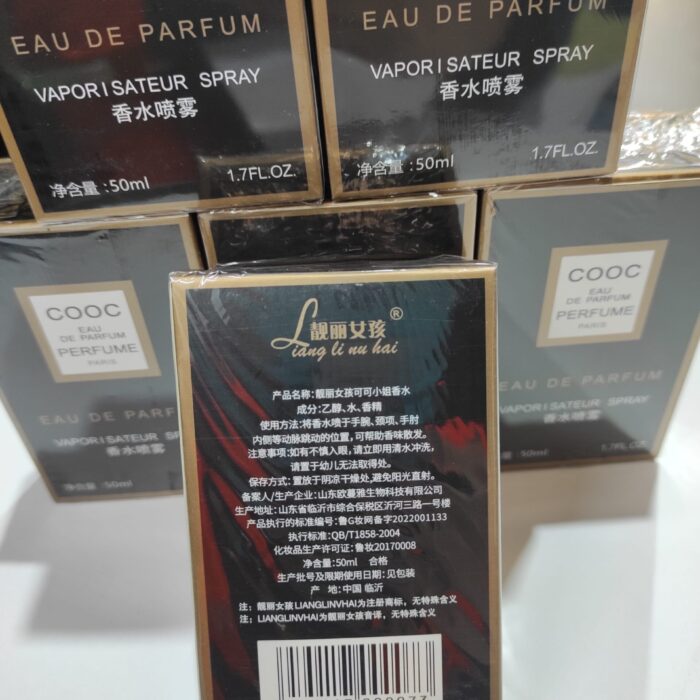 EAU DE PARFUM
VAPORISATEUR SPRAY
香水喷雾
净含量:50ml 1.7FL.OZ.
EAU DE PARFUM
VAPORISATEUR SPRAY
香水喷雾
净含量:50ml 1.7FL.OZ.
COOC
EAU
DE PARFUM
PERFUME
PARIS
EAU DE PARFUM
VAPORISATEUR SPRAY
香水喷雾
净含量:50ml
COOC
EAU
DE PARFUM
PERFUME
PARIS
EAU DE PARFUM
VAPORISATEUR SPRAY
香水喷雾
净含量:50ml 1.7FL.OZ.
靓丽女孩®
Liang li nu hai
产品名称:靓丽女孩可可小姐香水
成分:乙醇、水、香精
使用方法:将香水喷于手腕、颈项、手肘
内侧等动脉跳动的位置,可帮助香味散发。
注意事项:如有不慎入眼,请立即用清水冲洗,
请置于幼儿无法取得处。
保存方式:置放于阴凉干燥处,避免阳光直射。
备案人/生产企业:山东欧蔓雅生物科技有限公司
生产地址:山东省临沂市综合保税区沂河三路一号楼
产品执行的标准编号:鲁G妆网备字2022001133
执行标准:QB/T1858-2004
化妆品生产许可证:鲁妆20170008
净含量:50ml 合格
生产批号及限期使用日期:见包装
产 地:中国 临沂
注:靓丽女孩LIANGLINVHAI为注册商标,无特殊含义
注:LIANGLINVHAI为靓丽女孩音译,无特殊含义